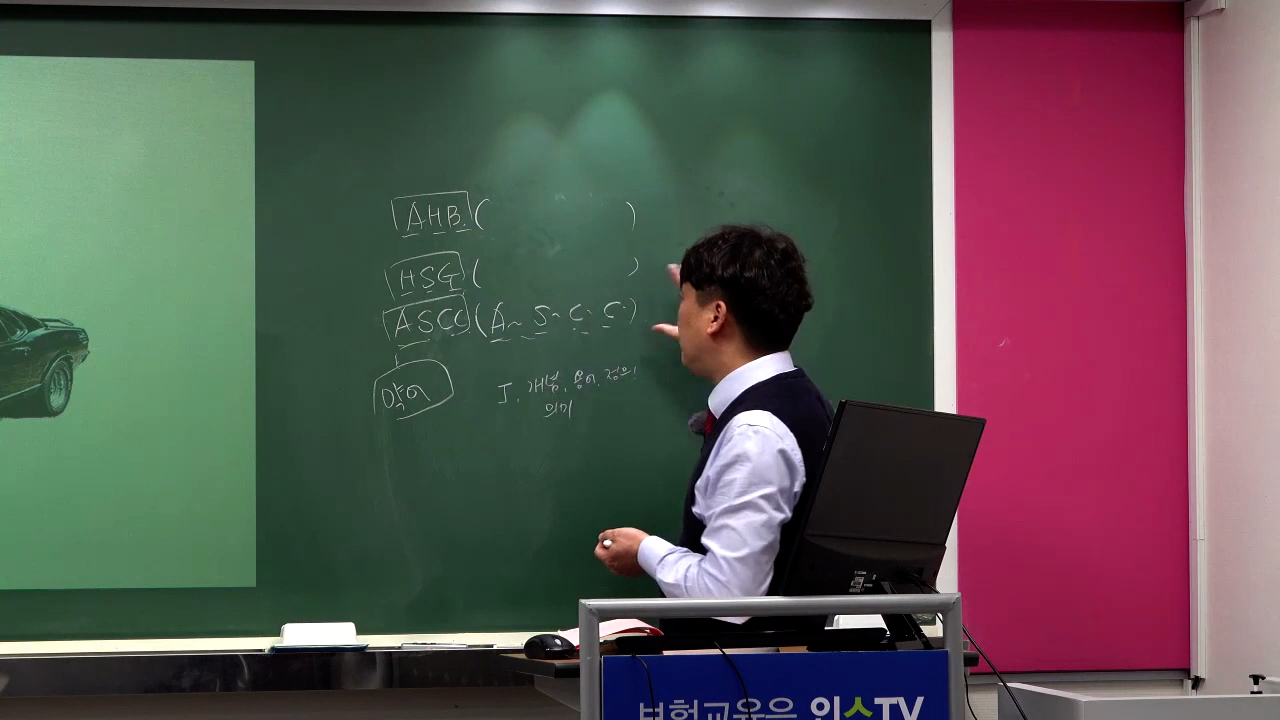 AHB. (            )
HSG (            )
ASCC (A~ S~ C~ C~)
약어
I. 개념. 용어. 정의!
의미
보험교육은 인스TV